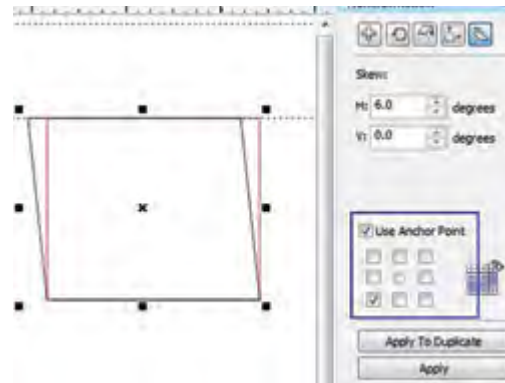 Skew:
H: 6.0 degrees
V: 0.0 degrees
Use Anchor Point
Apply To Duplicate
Apply